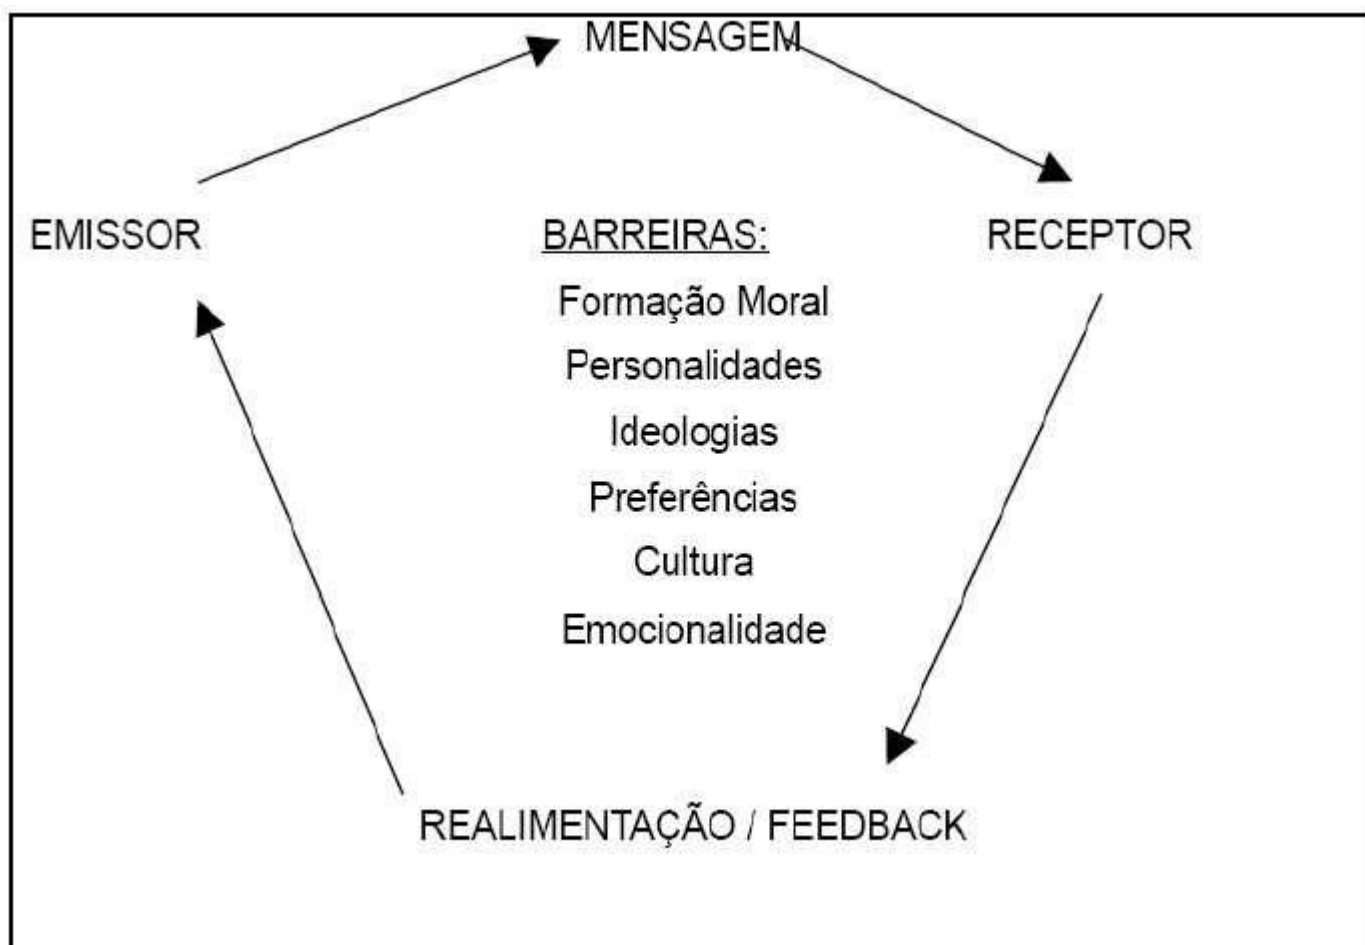 MENSAGEM
EMISSOR
BARREIRAS:
RECEPTOR
Formação Moral
Personalidades
Ideologias
Preferências
Cultura
Emocionalidade
REALIMENTAÇÃO / FEEDBACK